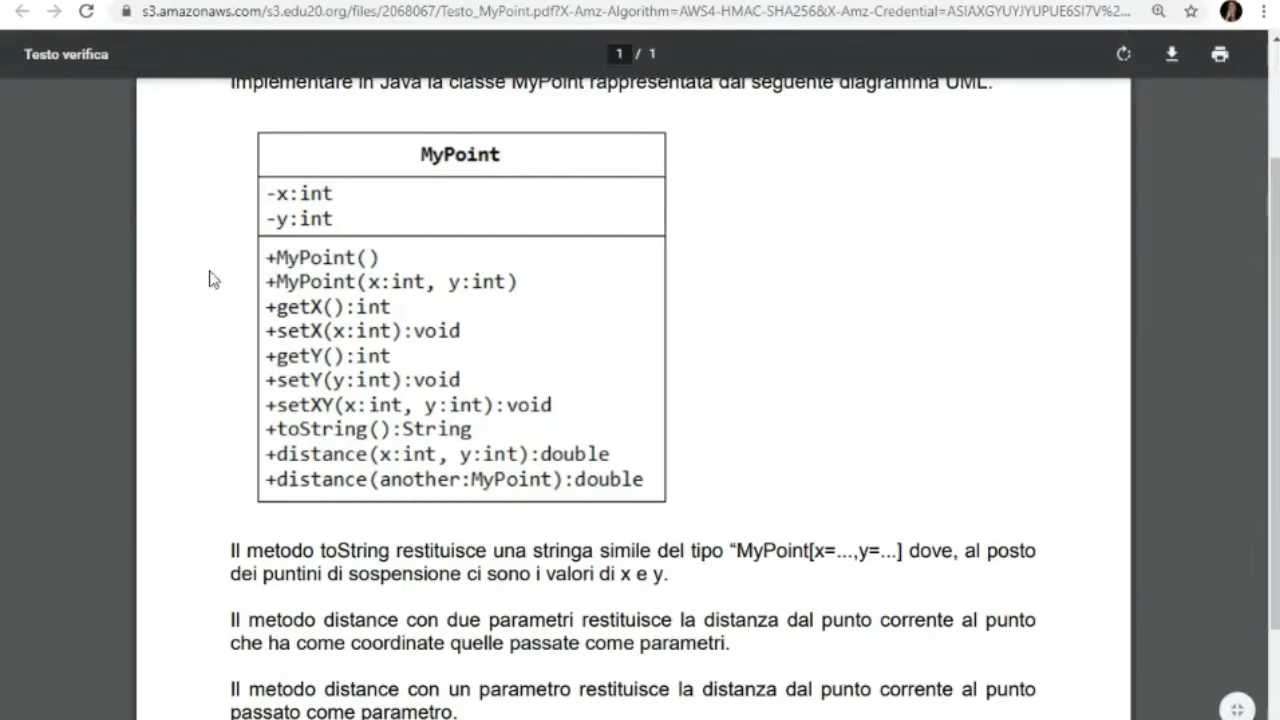 s3.amazonaws.com/s3.edu20.org/files/2068067/Testo_MyPoint.pdf?X-Amz-Algorithm=AWS4-HMAC-SHA256&X-Amz-Credential=ASIAXGYUYJYUPUE6SI7V%2...
Testo verifica
1 / 1
Implementare in Java la classe MyPoint rappresentata dal seguente diagramma UML.
MyPoint
-x:int
-y:int
+MyPoint()
+MyPoint(x:int, y:int)
+getX():int
+setX(x:int):void
+getY():int
+setY(y:int):void
+setXY(x:int, y:int):void
+toString():String
+distance(x:int, y:int):double
+distance(another:MyPoint):double
Il metodo toString restituisce una stringa simile del tipo “MyPoint[x=...,y=...] dove, al posto
dei puntini di sospensione ci sono i valori di x e y.
Il metodo distance con due parametri restituisce la distanza dal punto corrente al punto
che ha come coordinate quelle passate come parametri.
Il metodo distance con un parametro restituisce la distanza dal punto corrente al punto
passato come parametro.